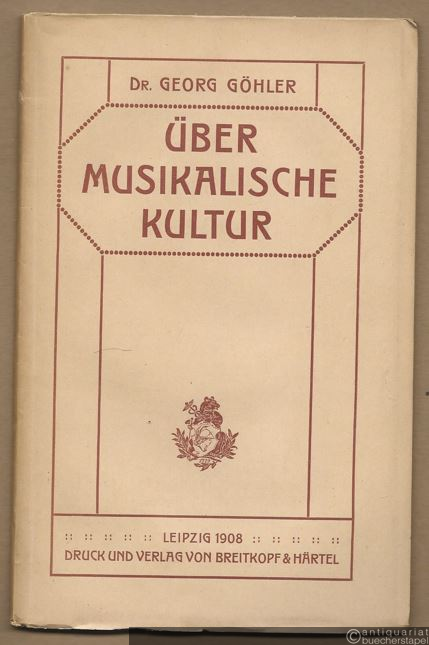 DR. GEORG GÖHLER
ÜBER
MUSIKALISCHE
KULTUR
LEIPZIG 1908
DRUCK UND VERLAG VON BREITKOPF & HÄRTEL
©antiquariat
buecherstapel